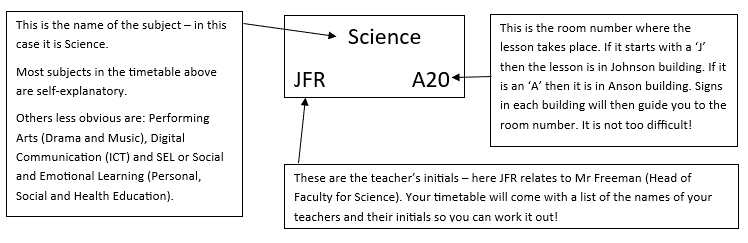 This is the name of the subject – in this
case it is Science.
Most subjects in the timetable above
are self-explanatory.
Others less obvious are: Performing
Arts (Drama and Music), Digital
Communication (ICT) and SEL or Social
and Emotional Learning (Personal,
Social and Health Education).
Science
JFR A20
This is the room number where the
lesson takes place. If it starts with a ‘J’
then the lesson is in Johnson building. If it
is an ‘A’ then it is in Anson building. Signs
in each building will then guide you to the
room number. It is not too difficult!
These are the teacher’s initials – here JFR relates to Mr Freeman (Head of
Faculty for Science). Your timetable will come with a list of the names of your
teachers and their initials so you can work it out!